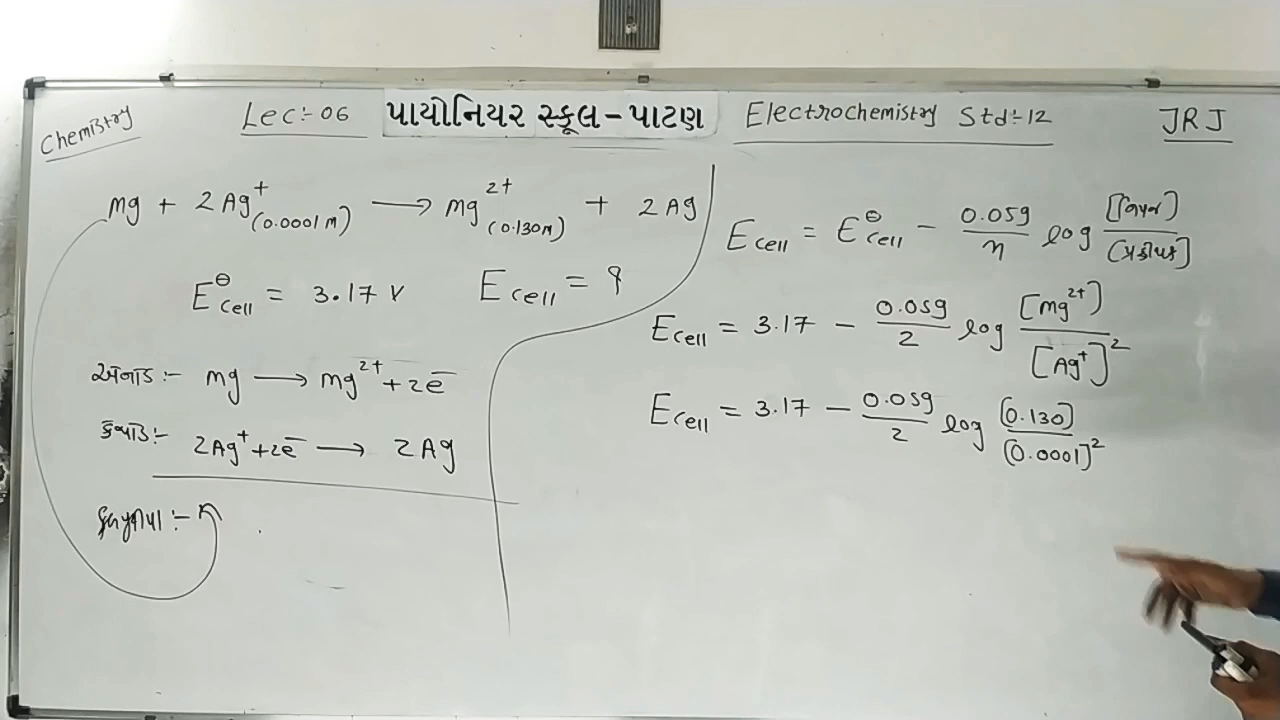 Chemistry Lec:-06 પાયોનિયર સ્કૂલ - પાટણ Electrochemistry Std:-12 JRJ
Mg + 2Ag⁺(0.0001M) ⟶ Mg²⁺(0.130M) + 2Ag
E⊖cell = 3.17 V Ecell = ?
એનોડ:- Mg ⟶ Mg²⁺ + 2e⁻
કેથોડ:- 2Ag⁺ + 2e⁻ ⟶ 2Ag
Ecell = E⊖cell - 0.059/n log [નિપજ]/[પ્રક્રીયક]
Ecell = 3.17 - 0.059/2 log [Mg²⁺]/[Ag⁺]²
Ecell = 3.17 - 0.059/2 log [0.130]/[0.0001]²